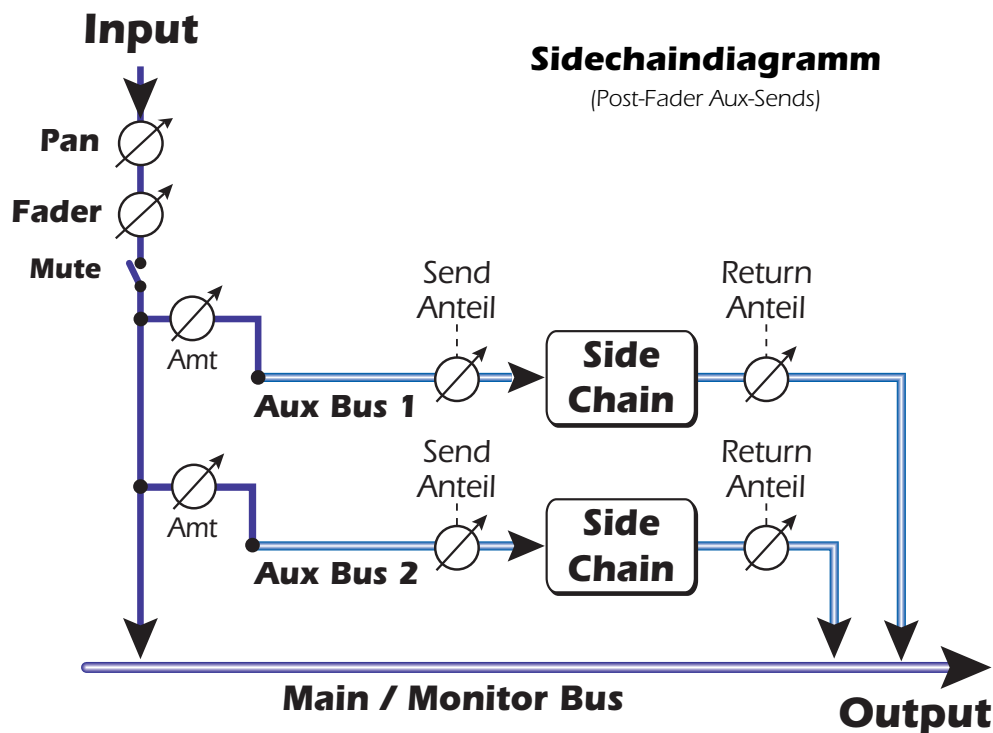 Input
Sidechaindiagramm
(Post-Fader Aux-Sends)
Pan
Fader
Mute
Amt
Aux Bus 1
Send
Anteil
Side
Chain
Return
Anteil
Amt
Aux Bus 2
Send
Anteil
Side
Chain
Return
Anteil
Main / Monitor Bus
Output